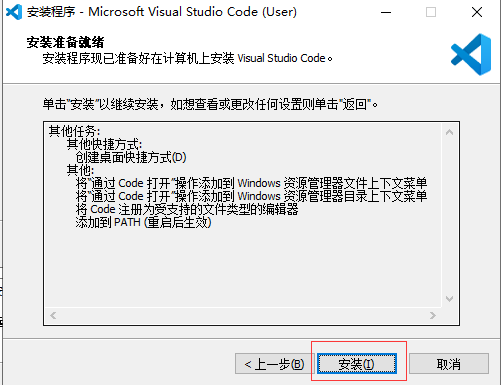 安装程序 - Microsoft Visual Studio Code (User)
安装准备就绪
安装程序现已准备好在计算机上安装 Visual Studio Code。
单击"安装"以继续安装，如想查看或更改任何设置则单击"返回"。
其他任务:
其他快捷方式:
创建桌面快捷方式(D)
其他:
将"通过 Code 打开"操作添加到 Windows 资源管理器文件上下文菜单
将"通过 Code 打开"操作添加到 Windows 资源管理器目录上下文菜单
将 Code 注册为受支持的文件类型的编辑器
添加到 PATH (重启后生效)
< 上一步(B)
安装(I)
取消